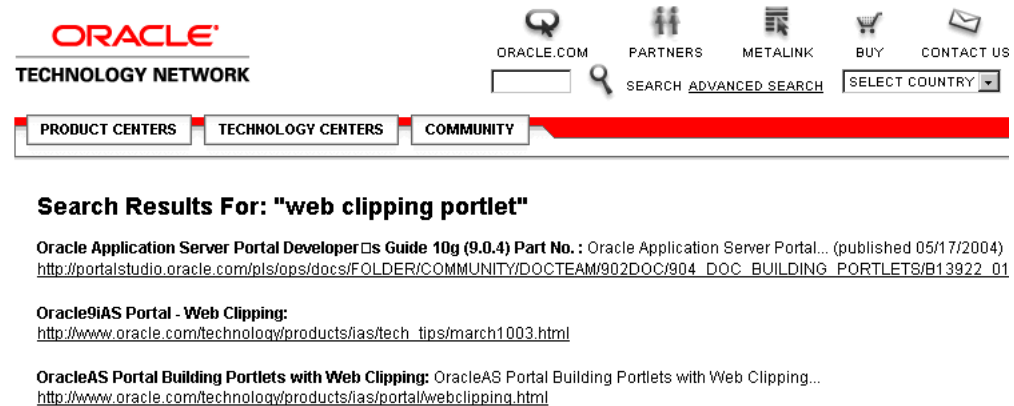 ORACLE
TECHNOLOGY NETWORK
ORACLE.COM PARTNERS METALINK BUY CONTACT US
SEARCH ADVANCED SEARCH SELECT COUNTRY
PRODUCT CENTERS TECHNOLOGY CENTERS COMMUNITY
Search Results For: "web clipping portlet"
Oracle Application Server Portal Developer□s Guide 10g (9.0.4) Part No. : Oracle Application Server Portal... (published 05/17/2004)
http://portalstudio.oracle.com/pls/ops/docs/FOLDER/COMMUNITY/DOCTEAM/902DOC/904_DOC_BUILDING_PORTLETS/B13922_01
Oracle9iAS Portal - Web Clipping:
http://www.oracle.com/technology/products/ias/tech_tips/march1003.html
OracleAS Portal Building Portlets with Web Clipping: OracleAS Portal Building Portlets with Web Clipping...
http://www.oracle.com/technology/products/ias/portal/webclipping.html